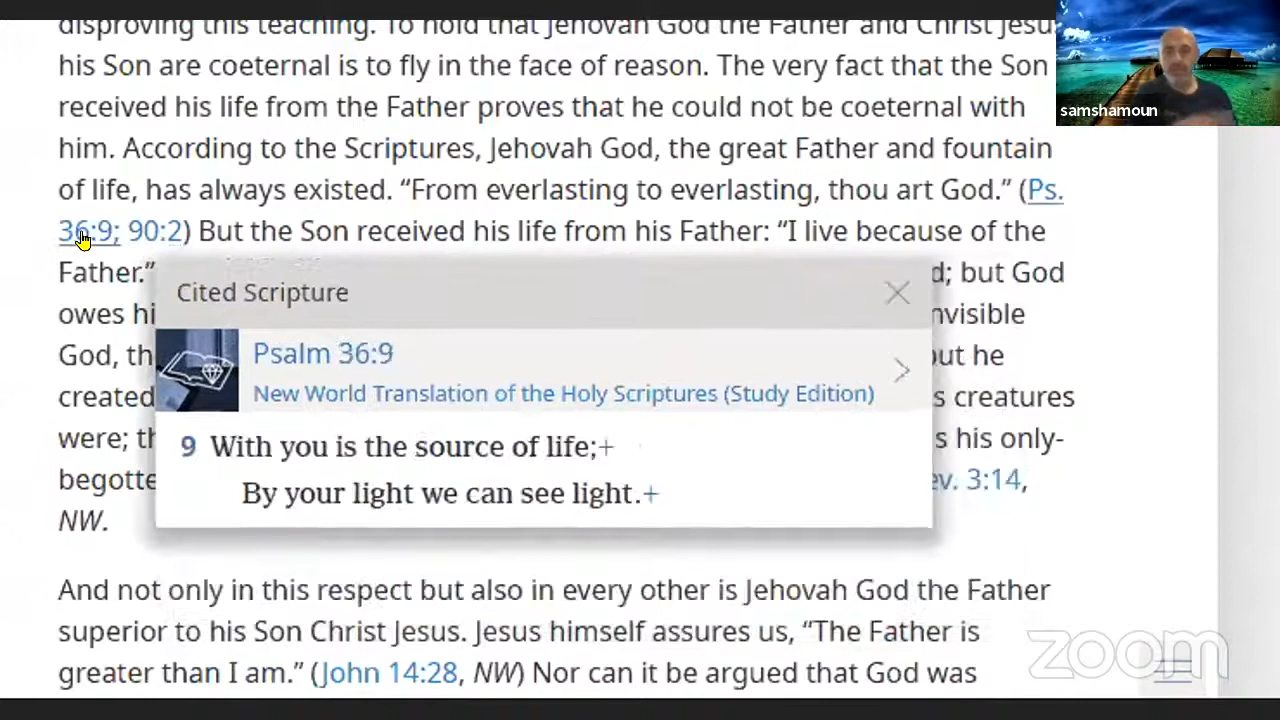 disproving this teaching. To hold that Jehovah God the Father and Christ Jesus
his Son are coeternal is to fly in the face of reason. The very fact that the Son
received his life from the Father proves that he could not be coeternal with
him. According to the Scriptures, Jehovah God, the great Father and fountain
of life, has always existed. “From everlasting to everlasting, thou art God.” (Ps.
36:9; 90:2) But the Son received his life from his Father: “I live because of the
Father.” d; but God
owes hi nvisible
God, th but he
created s creatures
were; th s his only-
begotte ev. 3:14,
NW.
Cited Scripture
Psalm 36:9
New World Translation of the Holy Scriptures (Study Edition)
9 With you is the source of life;+
By your light we can see light.+
And not only in this respect but also in every other is Jehovah God the Father
superior to his Son Christ Jesus. Jesus himself assures us, “The Father is
greater than I am.” (John 14:28, NW) Nor can it be argued that God was
samshamoun
zoom